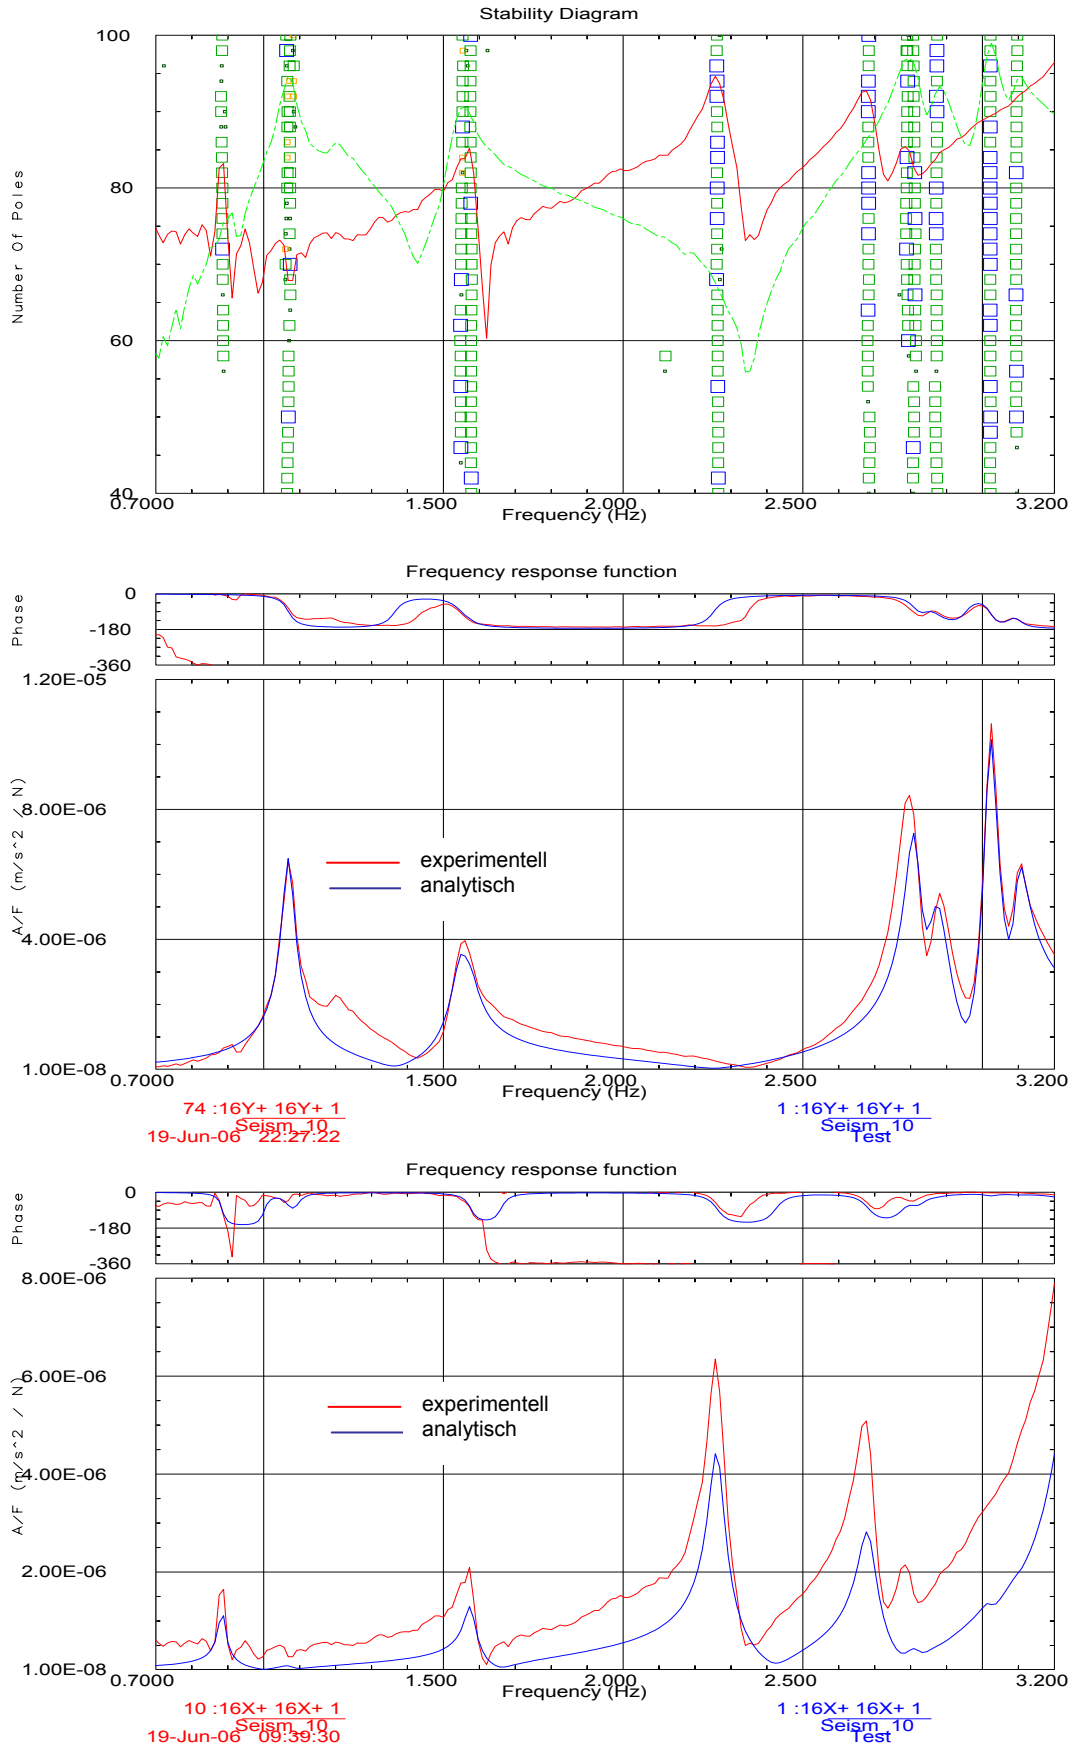 Stability Diagram
100
80
60
40
Number Of Poles
0.7000 1.500 2.000 2.500 3.200
Frequency (Hz)
Frequency response function
0
-180
-360
Phase
1.20E-05
8.00E-06
4.00E-06
1.00E-08
A/F (m/s^2 / N)
experimentell
analytisch
0.7000 1.500 2.000 2.500 3.200
Frequency (Hz)
74 :16Y+ 16Y+ 1
Seism_10
19-Jun-06 22:27:22
1 :16Y+ 16Y+ 1
Seism_10
Test
Frequency response function
0
-180
-360
Phase
8.00E-06
6.00E-06
4.00E-06
2.00E-06
1.00E-08
A/F (m/s^2 / N)
experimentell
analytisch
0.7000 1.500 2.000 2.500 3.200
Frequency (Hz)
10 :16X+ 16X+ 1
Seism_10
19-Jun-06 09:39:30
1 :16X+ 16X+ 1
Seism_10
Test